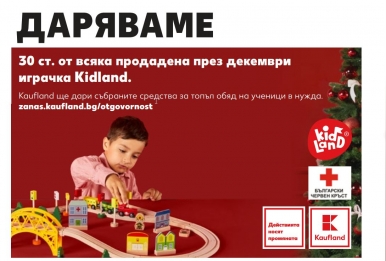 ДАРЯВАМЕ
30 ст. от всяка продадена през декември
играчка Kidland.
Kaufland ще дари събраните средства за топъл обяд на ученици в нужда.
zanas.kaufland.bg/otgovornost
kid
LAND
БЪЛГАРСКИ
ЧЕРВЕН КРЪСТ
Действията
носят
промяната
Kaufland